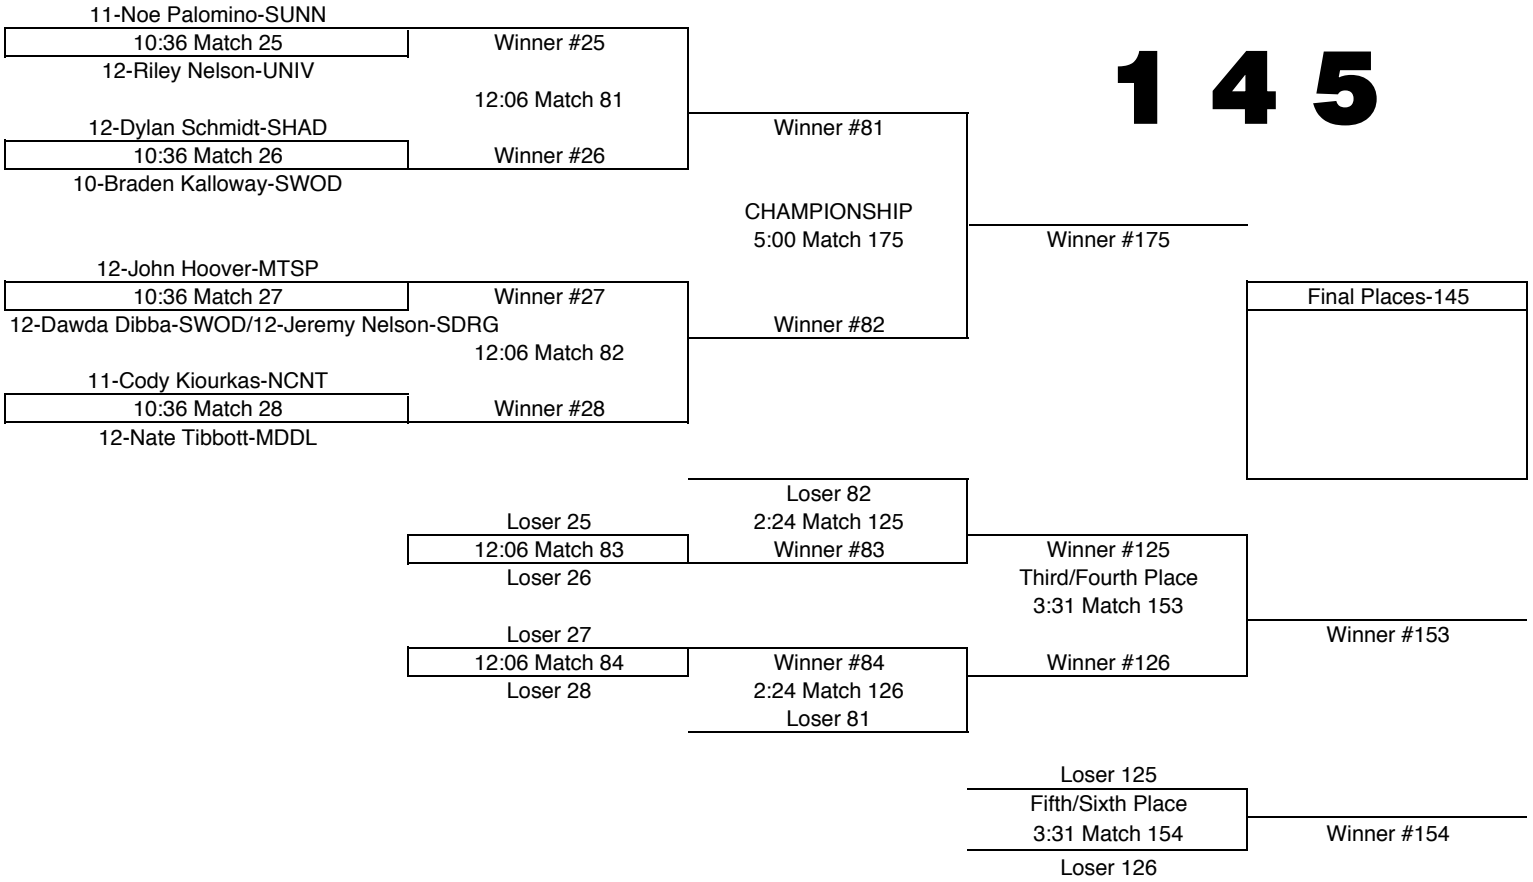 11-Noe Palomino-SUNN
10:36 Match 25
Winner #25
12-Riley Nelson-UNIV
12:06 Match 81
1 4 5
12-Dylan Schmidt-SHAD
Winner #81
10:36 Match 26
Winner #26
10-Braden Kalloway-SWOD
CHAMPIONSHIP
5:00 Match 175
Winner #175
12-John Hoover-MTSP
10:36 Match 27
Winner #27
Final Places-145
12-Dawda Dibba-SWOD/12-Jeremy Nelson-SDRG
Winner #82
12:06 Match 82
11-Cody Kiourkas-NCNT
10:36 Match 28
Winner #28
12-Nate Tibbott-MDDL
Loser 82
Loser 25
2:24 Match 125
12:06 Match 83
Winner #83
Winner #125
Loser 26
Third/Fourth Place
3:31 Match 153
Loser 27
Winner #153
12:06 Match 84
Winner #84
Winner #126
Loser 28
2:24 Match 126
Loser 81
Loser 125
Fifth/Sixth Place
3:31 Match 154
Winner #154
Loser 126